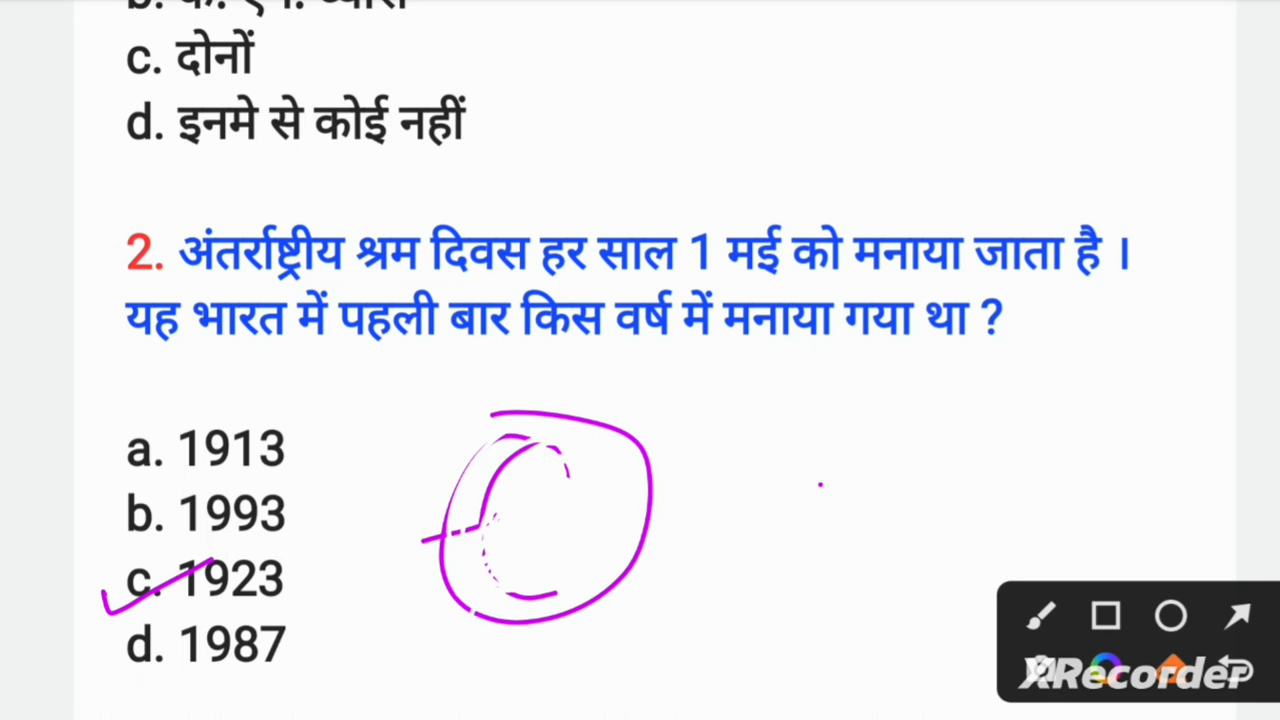 c. दोनों
d. इनमे से कोई नहीं
2. अंतर्राष्ट्रीय श्रम दिवस हर साल 1 मई को मनाया जाता है ।
यह भारत में पहली बार किस वर्ष में मनाया गया था ?
a. 1913
b. 1993
c. 1923
d. 1987
C
XRecorder